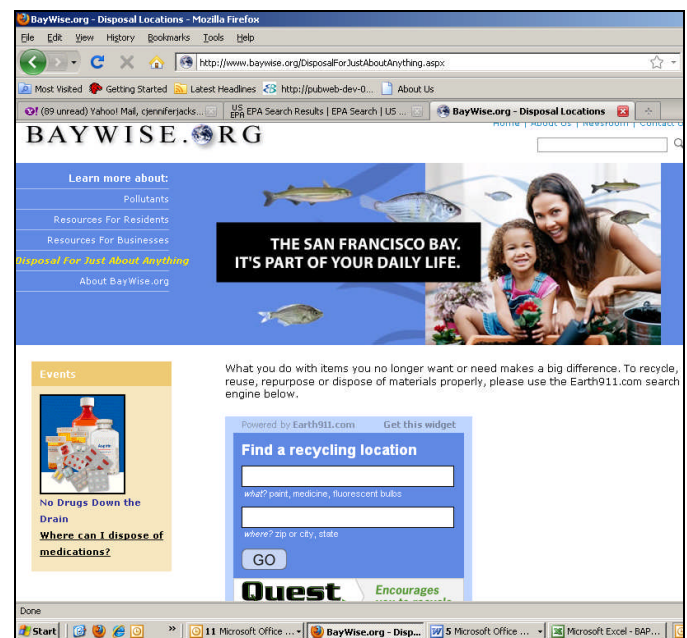 BayWise.org - Disposal Locations - Mozilla Firefox
File Edit View History Bookmarks Tools Help
http://www.baywise.org/DisposalForJustAboutAnything.aspx
Most Visited Getting Started Latest Headlines http://pubweb-dev-0... About Us
(89 unread) Yahoo! Mail, cjenniferjacks... US EPA EPA Search Results | EPA Search | US ... BayWise.org - Disposal Locations
Home | About Us | Newsroom | Contact U
BAYWISE.ORG
Learn more about:
Pollutants
Resources For Residents
Resources For Businesses
Disposal For Just About Anything
About BayWise.org
THE SAN FRANCISCO BAY.
IT'S PART OF YOUR DAILY LIFE.
Events
No Drugs Down the
Drain
Where can I dispose of
medications?
What you do with items you no longer want or need makes a big difference. To recycle,
reuse, repurpose or dispose of materials properly, please use the Earth911.com search
engine below.
Powered by Earth911.com Get this widget
Find a recycling location
what? paint, medicine, fluorescent bulbs
where? zip or city, state
GO
Quest Encourages
Done
Start » 11 Microsoft Office ... BayWise.org - Disp... 5 Microsoft Office ... Microsoft Excel - BAP...